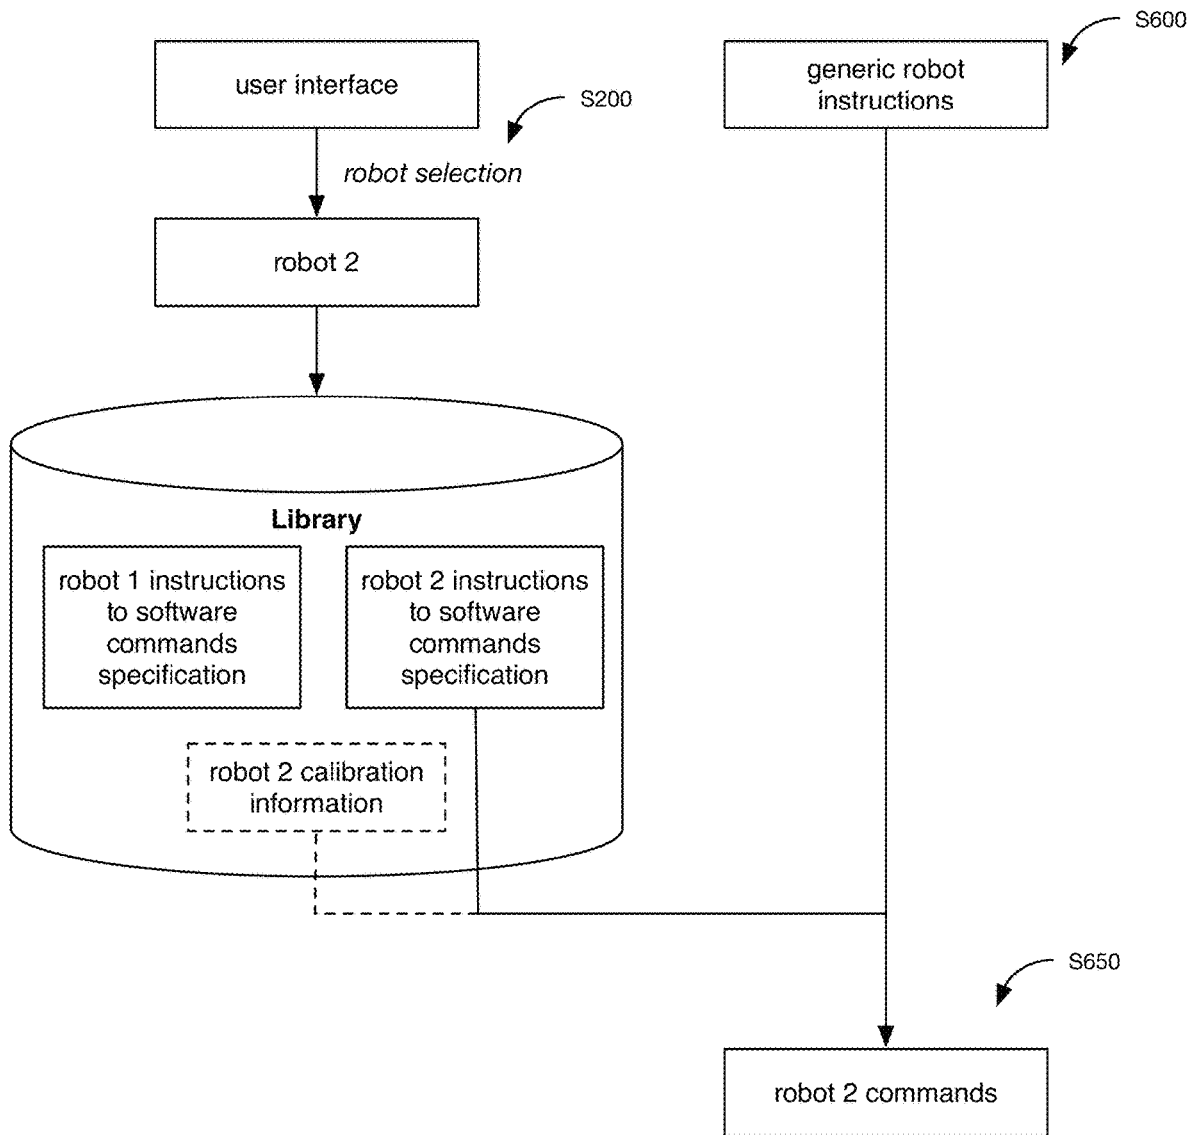 S600
user interface
generic robot
instructions
S200
robot selection
robot 2
Library
robot 1 instructions
to software
commands
specification
robot 2 instructions
to software
commands
specification
robot 2 calibration
information
S650
robot 2 commands